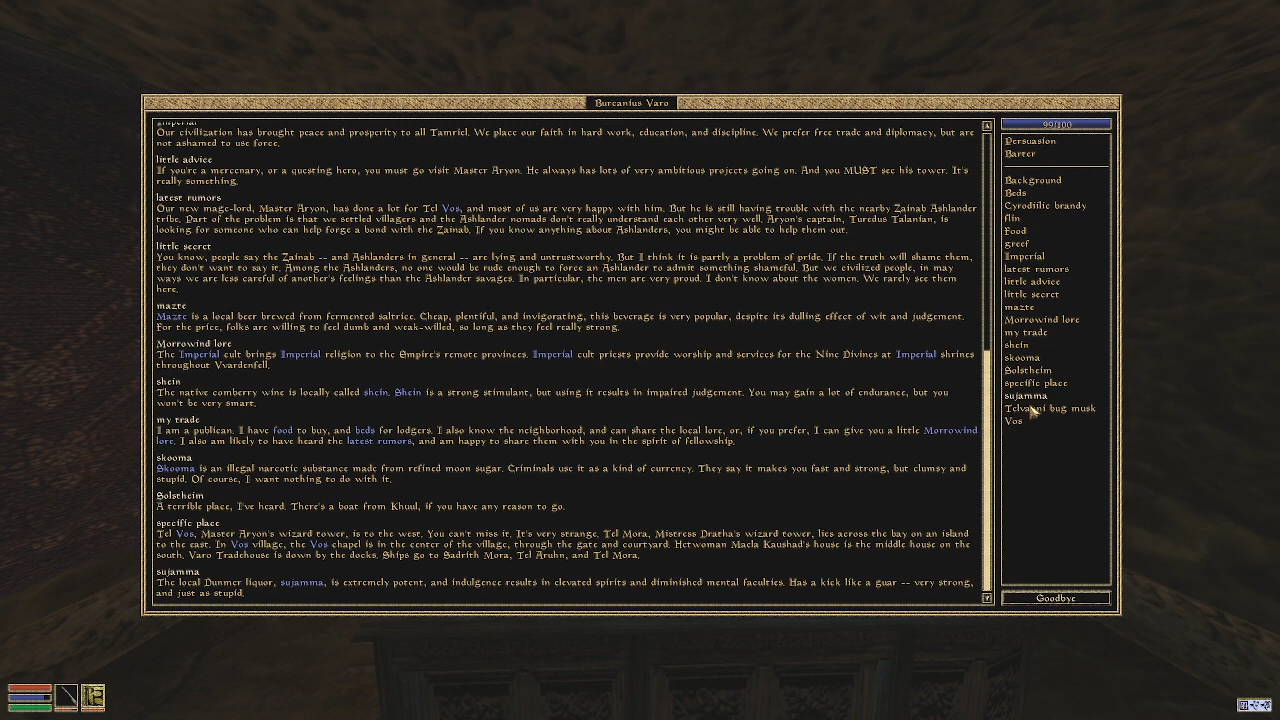 Burcanius Varo
Imperial
Our civilization has brought peace and prosperity to all Tamriel. We place our faith in hard work, education, and discipline. We prefer free trade and diplomacy, but are
not ashamed to use force.
little advice
If you're a mercenary, or a questing hero, you must go visit Master Aryon. He always has lots of very ambitious projects going on. And you MUST see his tower. It's
really something.
latest rumors
Our new mage-lord, Master Aryon, has done a lot for Tel Vos, and most of us are very happy with him. But he is still having trouble with the nearby Zainab Ashlander
tribe. Part of the problem is that we settled villagers and the Ashlander nomads don't really understand each other very well. Aryon's captain, Turedus Talanian, is
looking for someone who can help forge a bond with the Zainab. If you know anything about Ashlanders, you might be able to help them out.
little secret
You know, people say the Zainab -- and Ashlanders in general -- are lying and untrustworthy. But I think it is partly a problem of pride. If the truth will shame them,
they don't want to say it. Among the Ashlanders, no one would be rude enough to force an Ashlander to admit something shameful. But we civilized people, in may
ways we are less careful of another's feelings than the Ashlander savages. In particular, the men are very proud. I don't know about the women. We rarely see them
here.
mazte
Mazte is a local beer brewed from fermented saltrice. Cheap, plentiful, and invigorating, this beverage is very popular, despite its dulling effect of wit and judgement.
For the price, folks are willing to feel dumb and weak-willed, so long as they feel really strong.
Morrowind lore
The Imperial cult brings Imperial religion to the Empire's remote provinces. Imperial cult priests provide worship and services for the Nine Divines at Imperial shrines
throughout Vvardenfell.
shein
The native comberry wine is locally called shein. Shein is a strong stimulant, but using it results in impaired judgement. You may gain a lot of endurance, but you
won't be very smart.
my trade
I am a publican. I have food to buy, and beds for lodgers. I also know the neighborhood, and can share the local lore, or, if you prefer, I can give you a little Morrowind
lore. I also am likely to have heard the latest rumors, and am happy to share them with you in the spirit of fellowship.
skooma
Skooma is an illegal narcotic substance made from refined moon sugar. Criminals use it as a kind of currency. They say it makes you fast and strong, but clumsy and
stupid. Of course, I want nothing to do with it.
Solstheim
A terrible place, I've heard. There's a boat from Khuul, if you have any reason to go.
specific place
Tel Vos, Master Aryon's wizard tower, is to the west. You can't miss it. It's very strange. Tel Mora, Mistress Dratha's wizard tower, lies across the bay on an island
to the east. In Vos village, the Vos chapel is in the center of the village, through the gate and courtyard. Hetwoman Maela Kaushad's house is the middle house on the
south. Varo Tradehouse is down by the docks. Ships go to Sadrith Mora, Tel Aruhn, and Tel Mora.
sujamma
The local Dunmer liquor, sujamma, is extremely potent, and indulgence results in elevated spirits and diminished mental faculties. Has a kick like a guar -- very strong,
and just as stupid.
99/100
Persuasion
Barter
Background
Beds
Cyrodiilic brandy
flin
Food
greef
Imperial
latest rumors
little advice
little secret
mazte
Morrowind lore
my trade
shein
skooma
Solstheim
specific place
sujamma
Telvanni bug musk
Vos
Goodbye